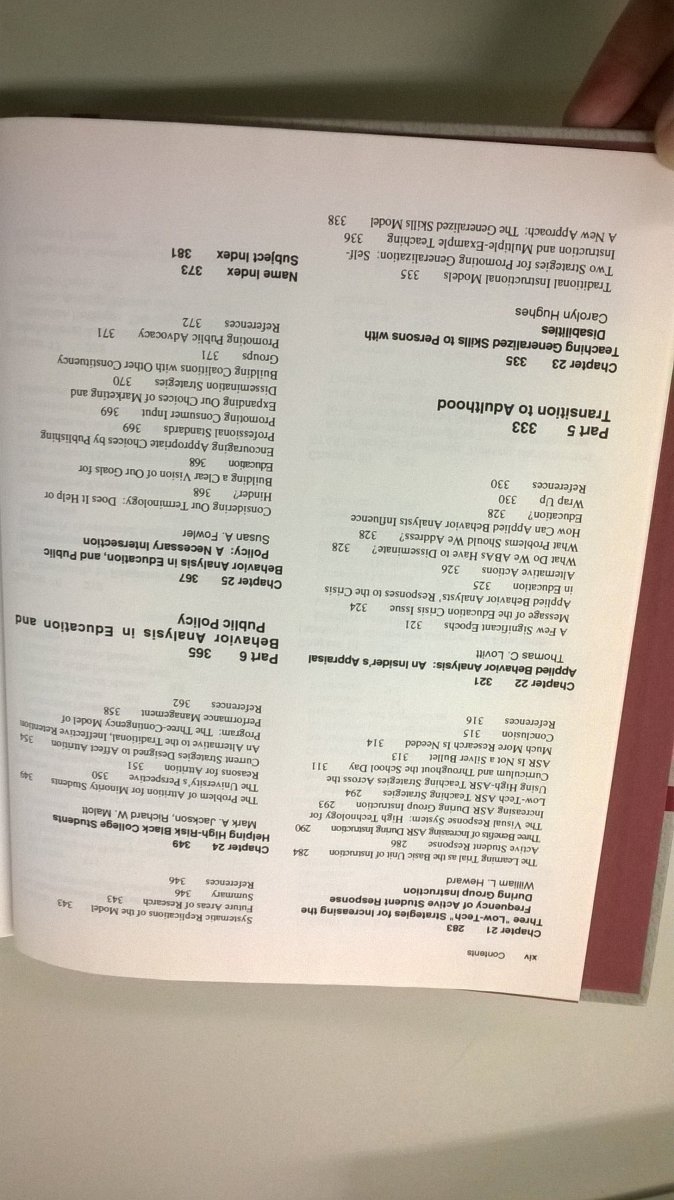 xiv Contents
Chapter 21 283
Three "Low-Tech" Strategies for Increasing the
Frequency of Active Student Response
During Group Instruction
William L. Heward
The Learning Trial as the Basic Unit of Instruction 284
Active Student Response 286
Three Benefits of Increasing ASR During Instruction 290
The Visual Response System: High Technology for
Increasing ASR During Group Instruction 293
Low-Tech ASR Teaching Strategies 294
Using High-ASR Teaching Strategies Across the
Curriculum and Throughout the School Day 311
ASR Is Not a Silver Bullet 313
Much More Research Is Needed 314
Conclusion 315
References 316
Chapter 22 321
Applied Behavior Analysis: An Insider's Appraisal
Thomas C. Lovitt
A Few Significant Epochs 321
Message of the Education Crisis Issue 324
Applied Behavior Analysts' Responses to the Crisis
in Education 325
Alternative Actions 326
What Do We ABAs Have to Disseminate? 328
What Problems Should We Address? 328
How Can Applied Behavior Analysts Influence
Education? 328
Wrap Up 330
References 330
Part 5 333
Transition to Adulthood
Chapter 23 335
Teaching Generalized Skills to Persons with
Disabilities
Carolyn Hughes
Traditional Instructional Models 335
Two Strategies for Promoting Generalization: Self-
Instruction and Multiple-Example Teaching 336
A New Approach: The Generalized Skills Model 338
Systematic Replications of the Model 343
Future Areas of Research 343
Summary 346
References 346
Chapter 24 349
Helping High-Risk Black College Students
Mark A. Jackson, Richard W. Malott
The Problem of Attrition for Minority Students 349
The University's Perspective 350
Reasons for Attrition 351
Current Strategies Designed to Affect Attrition 354
An Alternative to the Traditional, Ineffective Retention
Program: The Three-Contingency Model of
Performance Management 358
References 362
Part 6 365
Behavior Analysis in Education and
Public Policy
Chapter 25 367
Behavior Analysis in Education, and Public
Policy: A Necessary Intersection
Susan A. Fowler
Considering Our Terminology: Does It Help or
Hinder? 368
Building a Clear Vision of Our Goals for
Education 368
Encouraging Appropriate Choices by Publishing
Professional Standards 369
Promoting Consumer Input 369
Expanding Our Choices of Marketing and
Dissemination Strategies 370
Building Coalitions with Other Constituency
Groups 371
Promoting Public Advocacy 371
References 372
Name Index 373
Subject Index 381